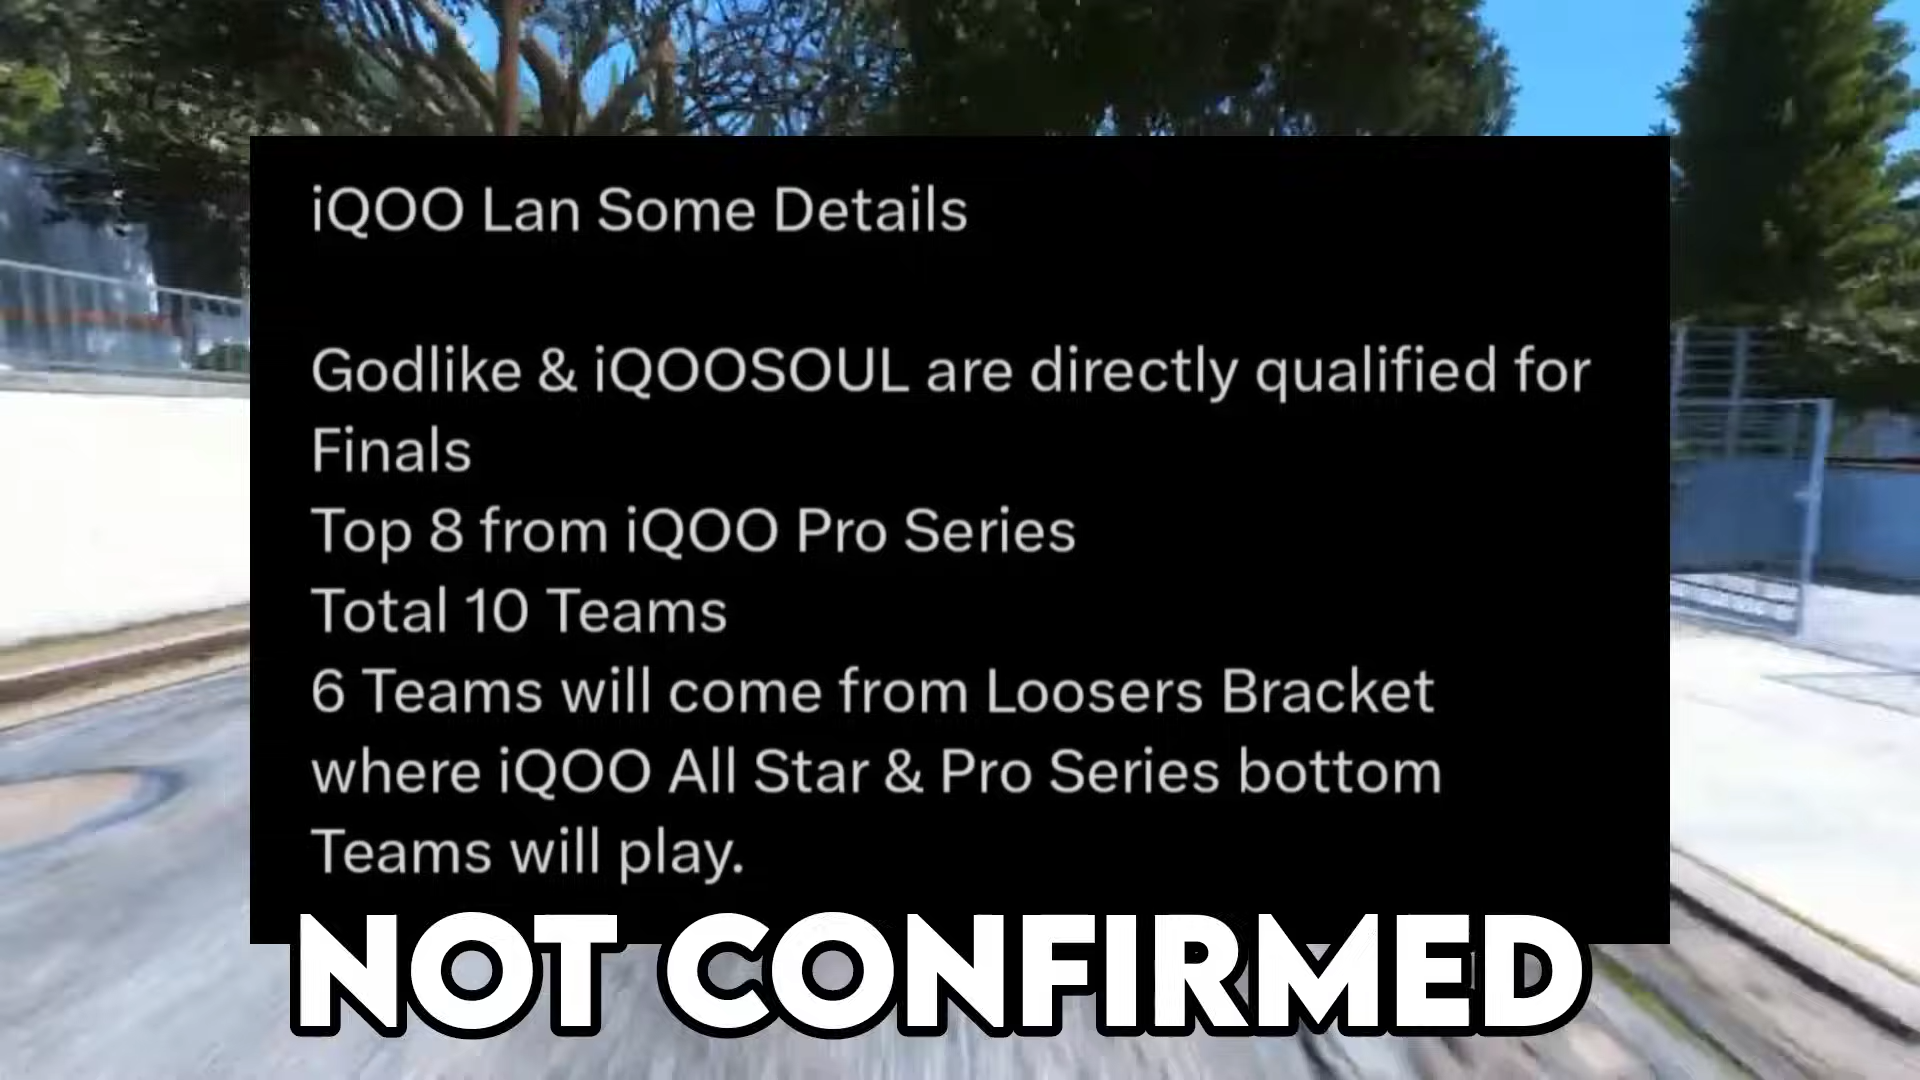 iQOO Lan Some Details
Godlike & iQOOSOUL are directly qualified for
Finals
Top 8 from iQOO Pro Series
Total 10 Teams
6 Teams will come from Loosers Bracket
where iQOO All Star & Pro Series bottom
Teams will play.
NOT CONFIRMED